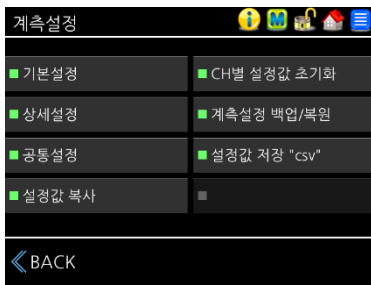 계측설정
기본설정
CH별 설정값 초기화
상세설정
계측설정 백업/복원
공통설정
설정값 저장 "csv"
설정값 복사
BACK